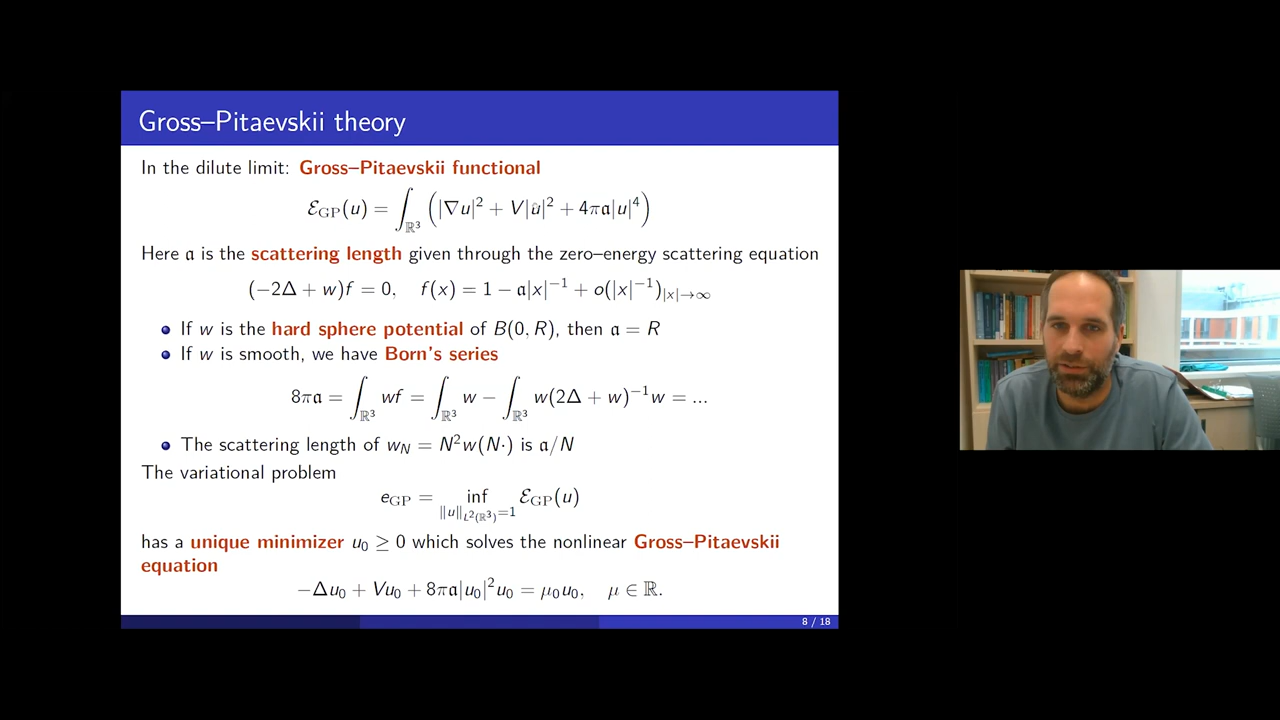 Gross–Pitaevskii theory
In the dilute limit: Gross–Pitaevskii functional
ℰ_GP(u) = ∫_{ℝ³} (|∇u|² + V|u|² + 4π𝔞|u|⁴)
Here 𝔞 is the scattering length given through the zero–energy scattering equation
(−2Δ + w)f = 0, f(x) = 1 − 𝔞|x|⁻¹ + o(|x|⁻¹)_{|x|→∞}
If w is the hard sphere potential of B(0, R), then 𝔞 = R
If w is smooth, we have Born's series
8π𝔞 = ∫_{ℝ³} wf = ∫_{ℝ³} w − ∫_{ℝ³} w(2Δ + w)⁻¹w = ...
The scattering length of w_N = N²w(N·) is 𝔞/N
The variational problem
e_GP = inf_{‖u‖_{L²(ℝ³)}=1} ℰ_GP(u)
has a unique minimizer u₀ ≥ 0 which solves the nonlinear Gross–Pitaevskii
equation
−Δu₀ + Vu₀ + 8π𝔞|u₀|²u₀ = μ₀u₀, μ ∈ ℝ.
8 / 18